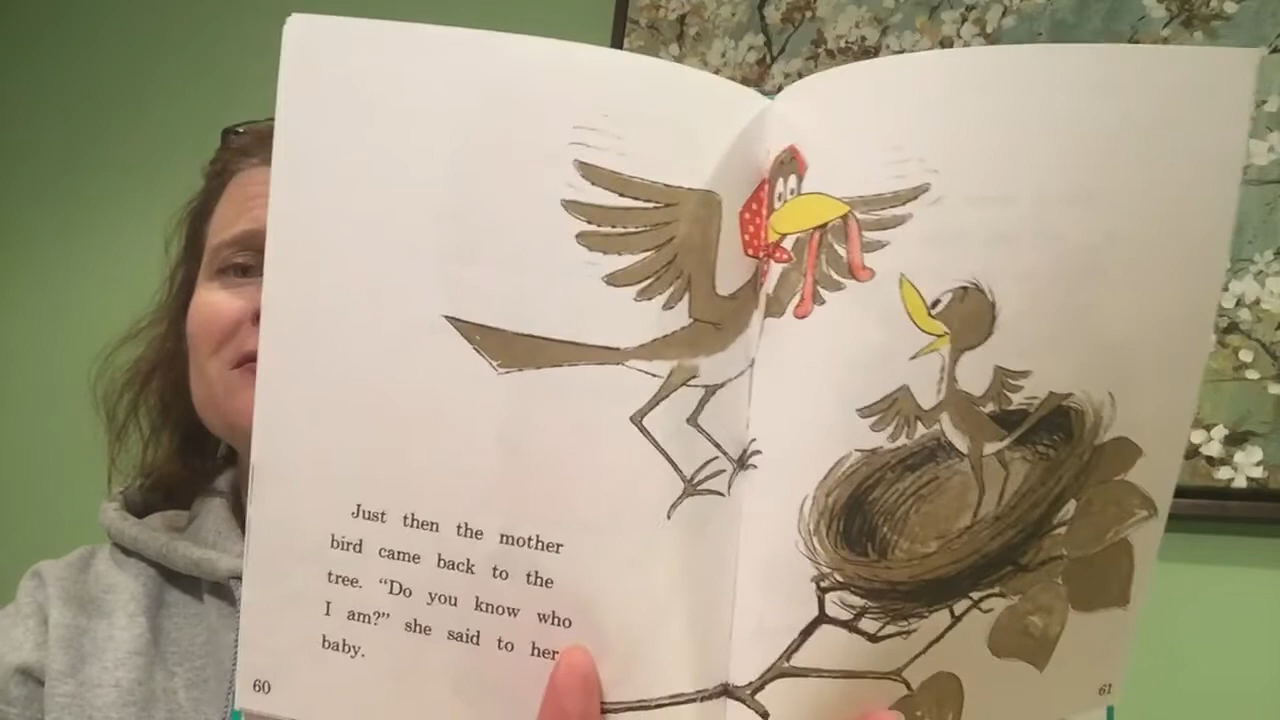 Just then the mother
bird came back to the
tree. “Do you know who
I am?” she said to her
baby.
60
61